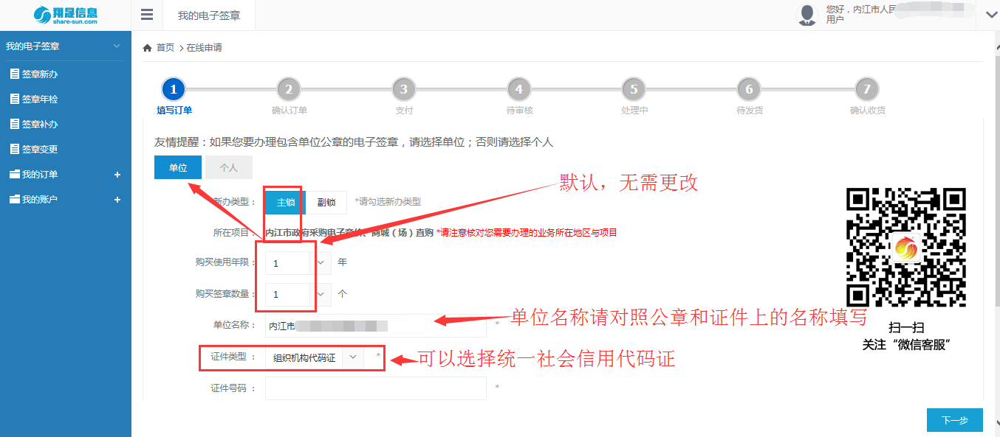 翔晟信息
share-sun.com
我的电子签章
您好，内江市人民
用户
我的电子签章
签章新办
签章年检
签章补办
签章变更
我的订单 +
我的账户 +
首页 > 在线申请
1 2 3 4 5 6 7
填写订单 确认订单 支付 待审核 处理中 待发货 确认收货
友情提醒：如果您要办理包含单位公章的电子签章，请选择单位；否则请选择个人
单位 个人
默认，无需更改
新办类型： 主锁 副锁 *请勾选新办类型
所在项目： 内江市政府采购电子竞价、商城（场）直购 *请注意核对您需要办理的业务所在地区与项目
购买使用年限： 1 年
购买签章数量： 1 个
单位名称： 内江市 *
单位名称请对照公章和证件上的名称填写
扫一扫
关注“微信客服”
证件类型： 组织机构代码证 *
可以选择统一社会信用代码证
证件号码： *
下一步